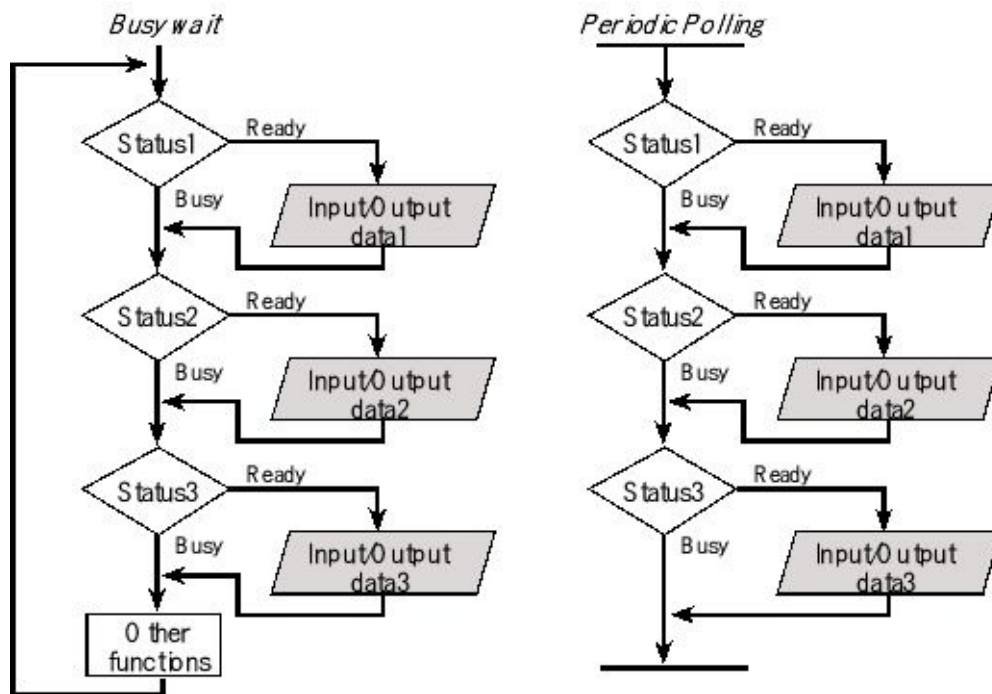 Busy wait
Status1
Ready
Busy
Input/Output
data1
Status2
Ready
Busy
Input/Output
data2
Status3
Ready
Busy
Input/Output
data3
Other
functions
Periodic Polling
Status1
Ready
Busy
Input/Output
data1
Status2
Ready
Busy
Input/Output
data2
Status3
Ready
Busy
Input/Output
data3